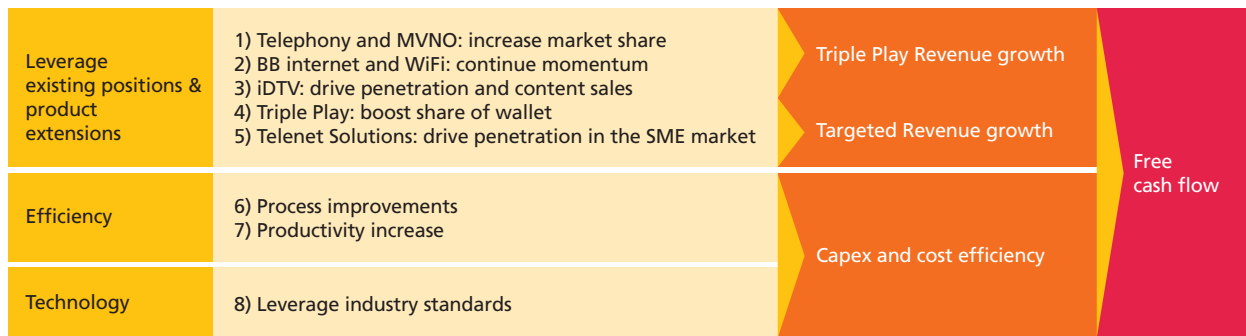 Leverage
existing positions &
product
extensions
1) Telephony and MVNO: increase market share
2) BB internet and WiFi: continue momentum
3) iDTV: drive penetration and content sales
4) Triple Play: boost share of wallet
5) Telenet Solutions: drive penetration in the SME market
Triple Play Revenue growth
Targeted Revenue growth
Free
cash flow
Efficiency
6) Process improvements
7) Productivity increase
Capex and cost efficiency
Technology
8) Leverage industry standards